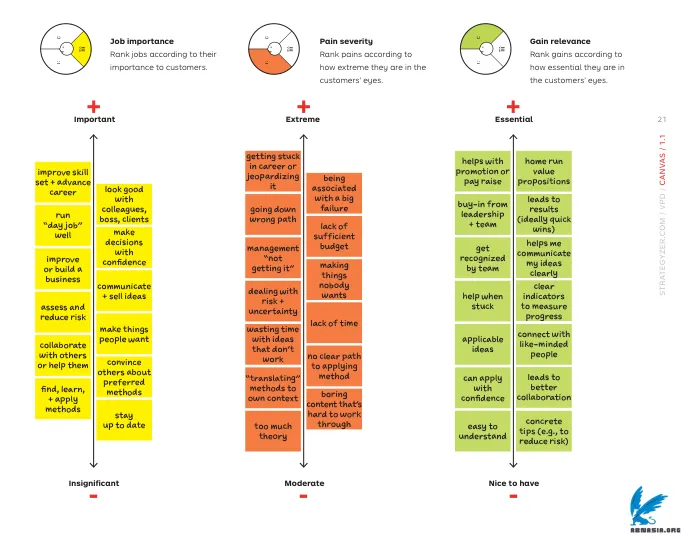 Job importance
Rank jobs according to their
importance to customers.
Pain severity
Rank pains according to
how extreme they are in the
customers' eyes.
Gain relevance
Rank gains according to
how essential they are in
the customers' eyes.
+
Important
improve skill
set + advance
career
run
"day job"
well
improve
or build a
business
assess and
reduce risk
collaborate
with others
or help them
find, learn,
+ apply
methods
look good
with
colleagues,
boss, clients
make
decisions
with
confidence
communicate
+ sell ideas
make things
people want
convince
others about
preferred
methods
stay
up to date
Insignificant
-
+
Extreme
getting stuck
in career or
jeopardizing
it
going down
wrong path
management
"not
getting it"
dealing with
risk +
uncertainty
wasting time
with ideas
that don't
work
"translating"
methods to
own context
too much
theory
being
associated
with a big
failure
lack of
sufficient
budget
making
things
nobody
wants
lack of time
no clear path
to applying
method
boring
content that's
hard to work
through
Moderate
-
+
Essential
helps with
promotion or
pay raise
buy-in from
leadership
+ team
get
recognized
by team
help when
stuck
applicable
ideas
can apply
with
confidence
easy to
understand
home run
value
propositions
leads to
results
(ideally quick
wins)
helps me
communicate
my ideas
clearly
clear
indicators
to measure
progress
connect with
like-minded
people
leads to
better
collaboration
concrete
tips (e.g., to
reduce risk)
Nice to have
-
21
STRATEGYZER.COM / VPD / CANVAS / 1.1
ABNASIA.ORG